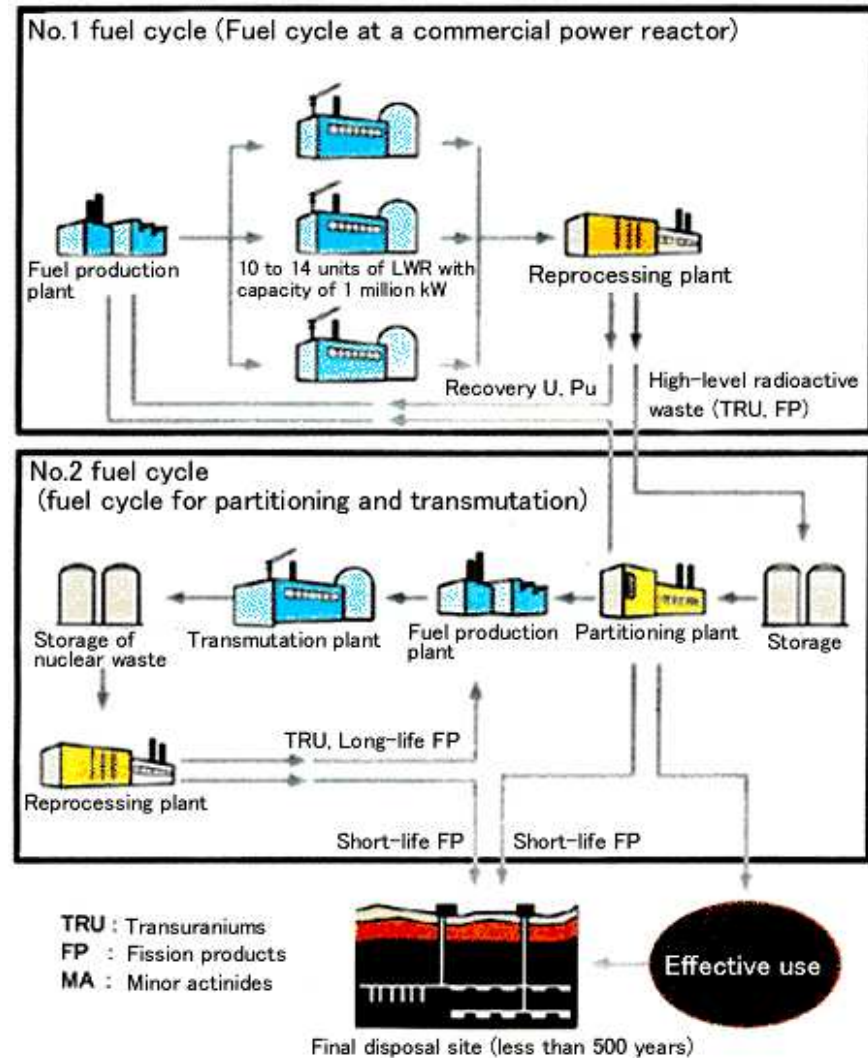 No.1 fuel cycle (Fuel cycle at a commercial power reactor)
Fuel production
plant
10 to 14 units of LWR with
capacity of 1 million kW
Reprocessing plant
Recovery U, Pu
High-level radioactive
waste (TRU, FP)
No.2 fuel cycle
(fuel cycle for partitioning and transmutation)
Storage of
nuclear waste
Transmutation plant
Fuel production
plant
Partitioning plant
Storage
TRU, Long-life FP
Reprocessing plant
Short-life FP
Short-life FP
TRU : Transuraniums
FP : Fission products
MA : Minor actinides
Effective use
Final disposal site (less than 500 years)